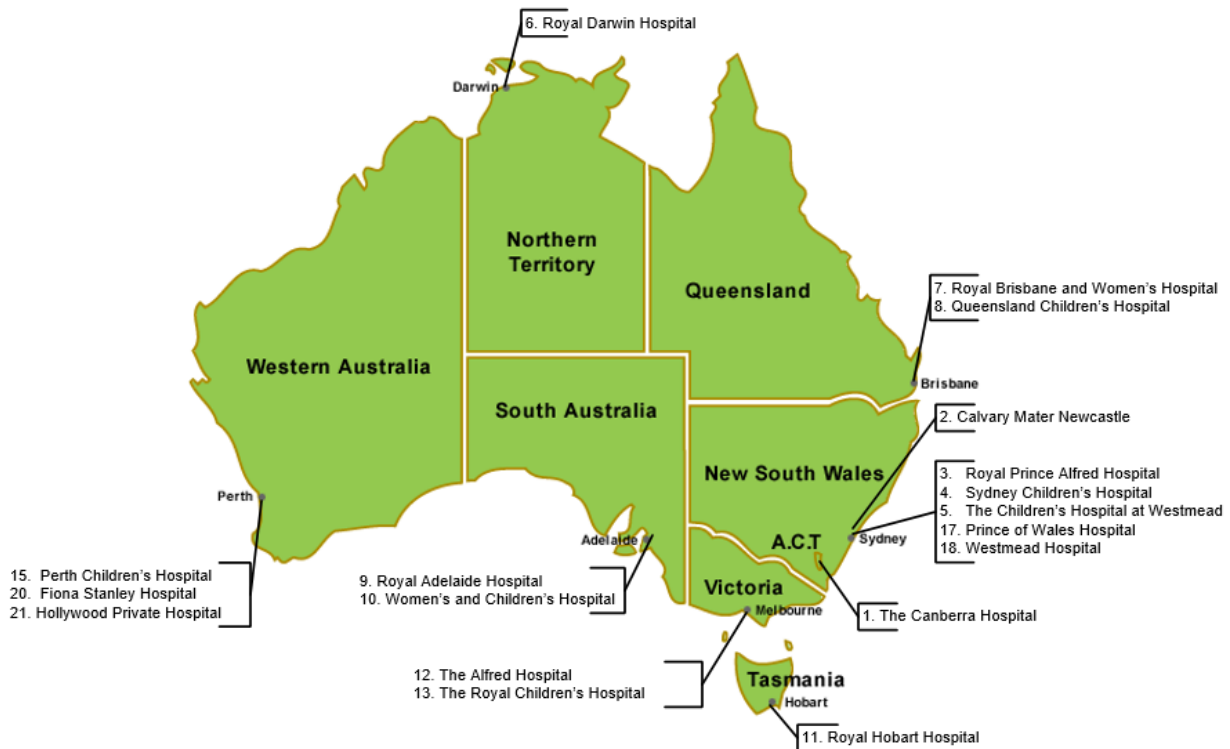 6. Royal Darwin Hospital
Darwin
Northern
Territory
Queensland
7. Royal Brisbane and Women's Hospital
8. Queensland Children's Hospital
Western Australia
Brisbane
South Australia
2. Calvary Mater Newcastle
New South Wales
3. Royal Prince Alfred Hospital
4. Sydney Children's Hospital
5. The Children's Hospital at Westmead
17. Prince of Wales Hospital
18. Westmead Hospital
Perth
Adelaide
A.C.T
Sydney
15. Perth Children's Hospital
20. Fiona Stanley Hospital
21. Hollywood Private Hospital
9. Royal Adelaide Hospital
10. Women's and Children's Hospital
Victoria
Melbourne
1. The Canberra Hospital
12. The Alfred Hospital
13. The Royal Children's Hospital
Tasmania
Hobart
11. Royal Hobart Hospital